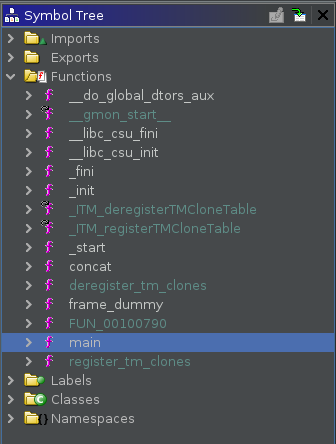 Symbol Tree
Imports
Exports
Functions
__do_global_dtors_aux
__gmon_start__
__libc_csu_fini
__libc_csu_init
_fini
_init
_ITM_deregisterTMCloneTable
_ITM_registerTMCloneTable
_start
concat
deregister_tm_clones
frame_dummy
FUN_00100790
main
register_tm_clones
Labels
Classes
Namespaces